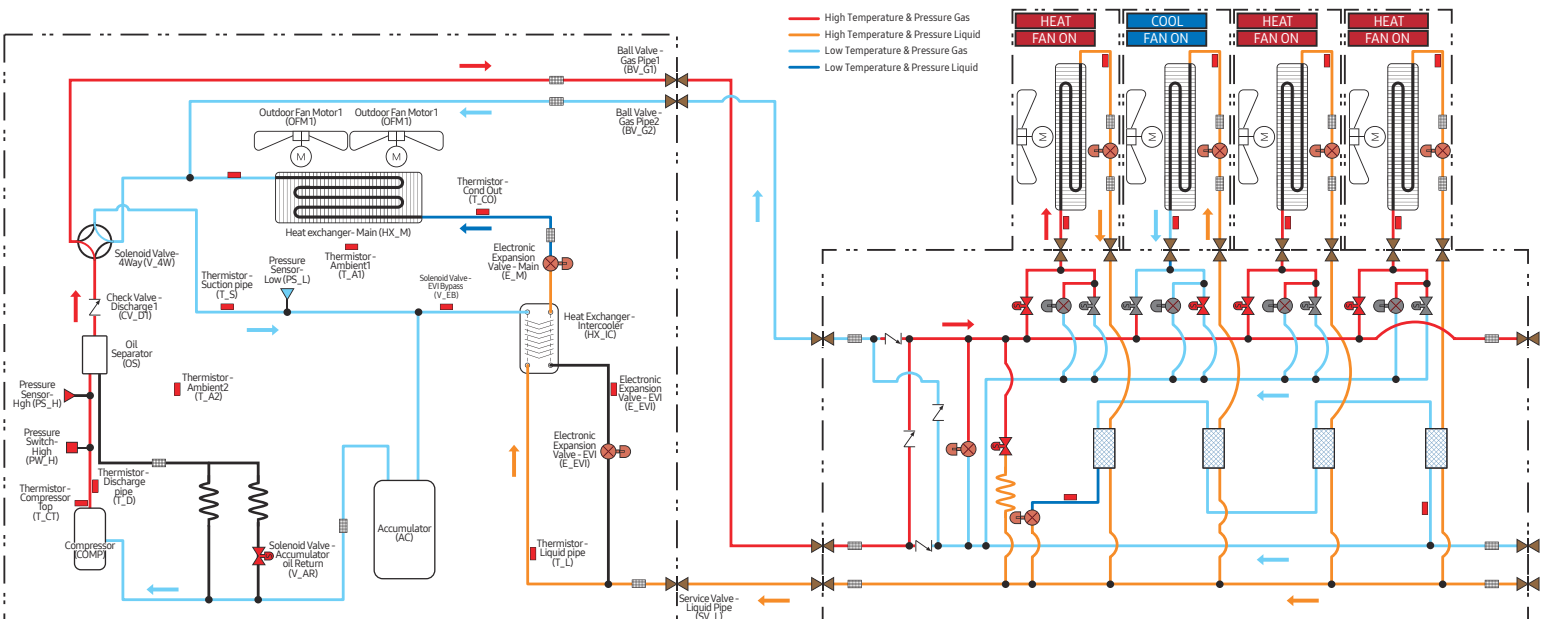 High Temperature & Pressure Gas
High Temperature & Pressure Liquid
Low Temperature & Pressure Gas
Low Temperature & Pressure Liquid
HEAT
FAN ON
COOL
FAN ON
HEAT
FAN ON
HEAT
FAN ON
Ball Valve -
Gas Pipe1
(BV_G1)
Ball Valve -
Gas Pipe2
(BV_G2)
Outdoor Fan Motor1
(OFM1)
Outdoor Fan Motor1
(OFM1)
M
M
M
M
M
M
Thermistor -
Cond Out
(T_CO)
Heat exchanger- Main (HX_M)
Thermistor-
Ambient1
(T_A1)
Electronic
Expansion
Valve - Main
(E_M)
Solenoid Valve-
4Way (V_4W)
Thermistor-
Suction pipe
(T_S)
Pressure
Sensor-
Low (PS_L)
Solenoid Valve-
EVI Bypass
(V_EB)
Check Valve -
Discharge 1
(CV_D1)
Heat Exchanger-
Intercooler
(HX_IC)
Oil
Separator
(OS)
Pressure
Sensor-
Hgh (PS_H)
Thermistor-
Ambient2
(T_A2)
Electronic
Expansion
Valve - EVI
(E_EVI)
Pressure
Switch-
High
(PW_H)
Electronic
Expansion
Valve - EVI
(E_EVI)
Thermistor-
Discharge
pipe
(T_D)
Thermistor-
Compressor
Top
(T_CT)
Compressor
(COMP)
Accumulator
(AC)
Solenoid Valve -
Accumulator
oil Return
(V_AR)
Thermistor-
Liquid pipe
(T_L)
Service Valve -
Liquid Pipe
(SV_L)